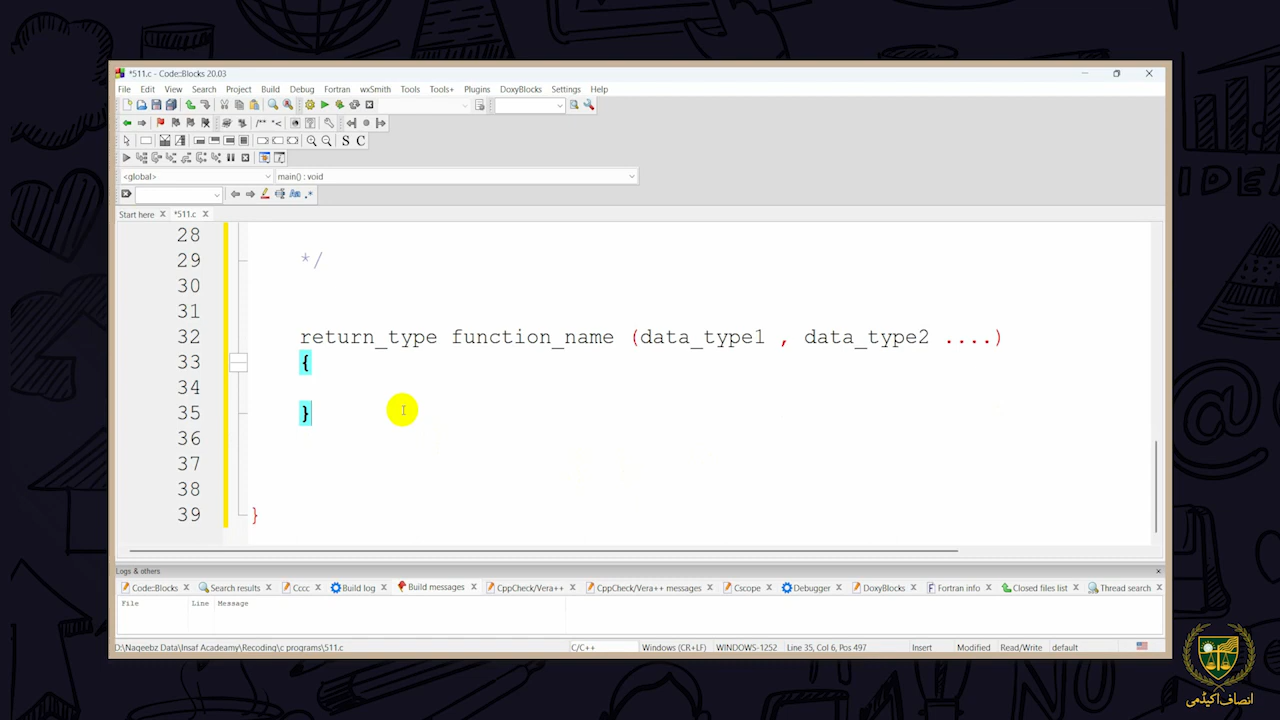 *511.c - Code::Blocks 20.03
File Edit View Search Project Build Debug Fortran wxSmith Tools Tools+ Plugins DoxyBlocks Settings Help
S C
<global> main() : void
Start here *511.c
28
29 */
30
31
32 return_type function_name (data_type1 , data_type2 ....)
33 {
34
35 }
36
37
38
39 }
Logs & others
Code::Blocks Search results Cccc Build log Build messages CppCheck/Vera++ CppCheck/Vera++ messages Cscope Debugger DoxyBlocks Fortran info Closed files list Thread search
File Line Message
D:\Naqeebz Data\Insaf Acadeamy\Recoding\c programs\511.c C/C++ Windows (CR+LF) WINDOWS-1252 Line 35, Col 6, Pos 497 Insert Modified Read/Write default
IDEA
NO
انصاف اکیڈمی